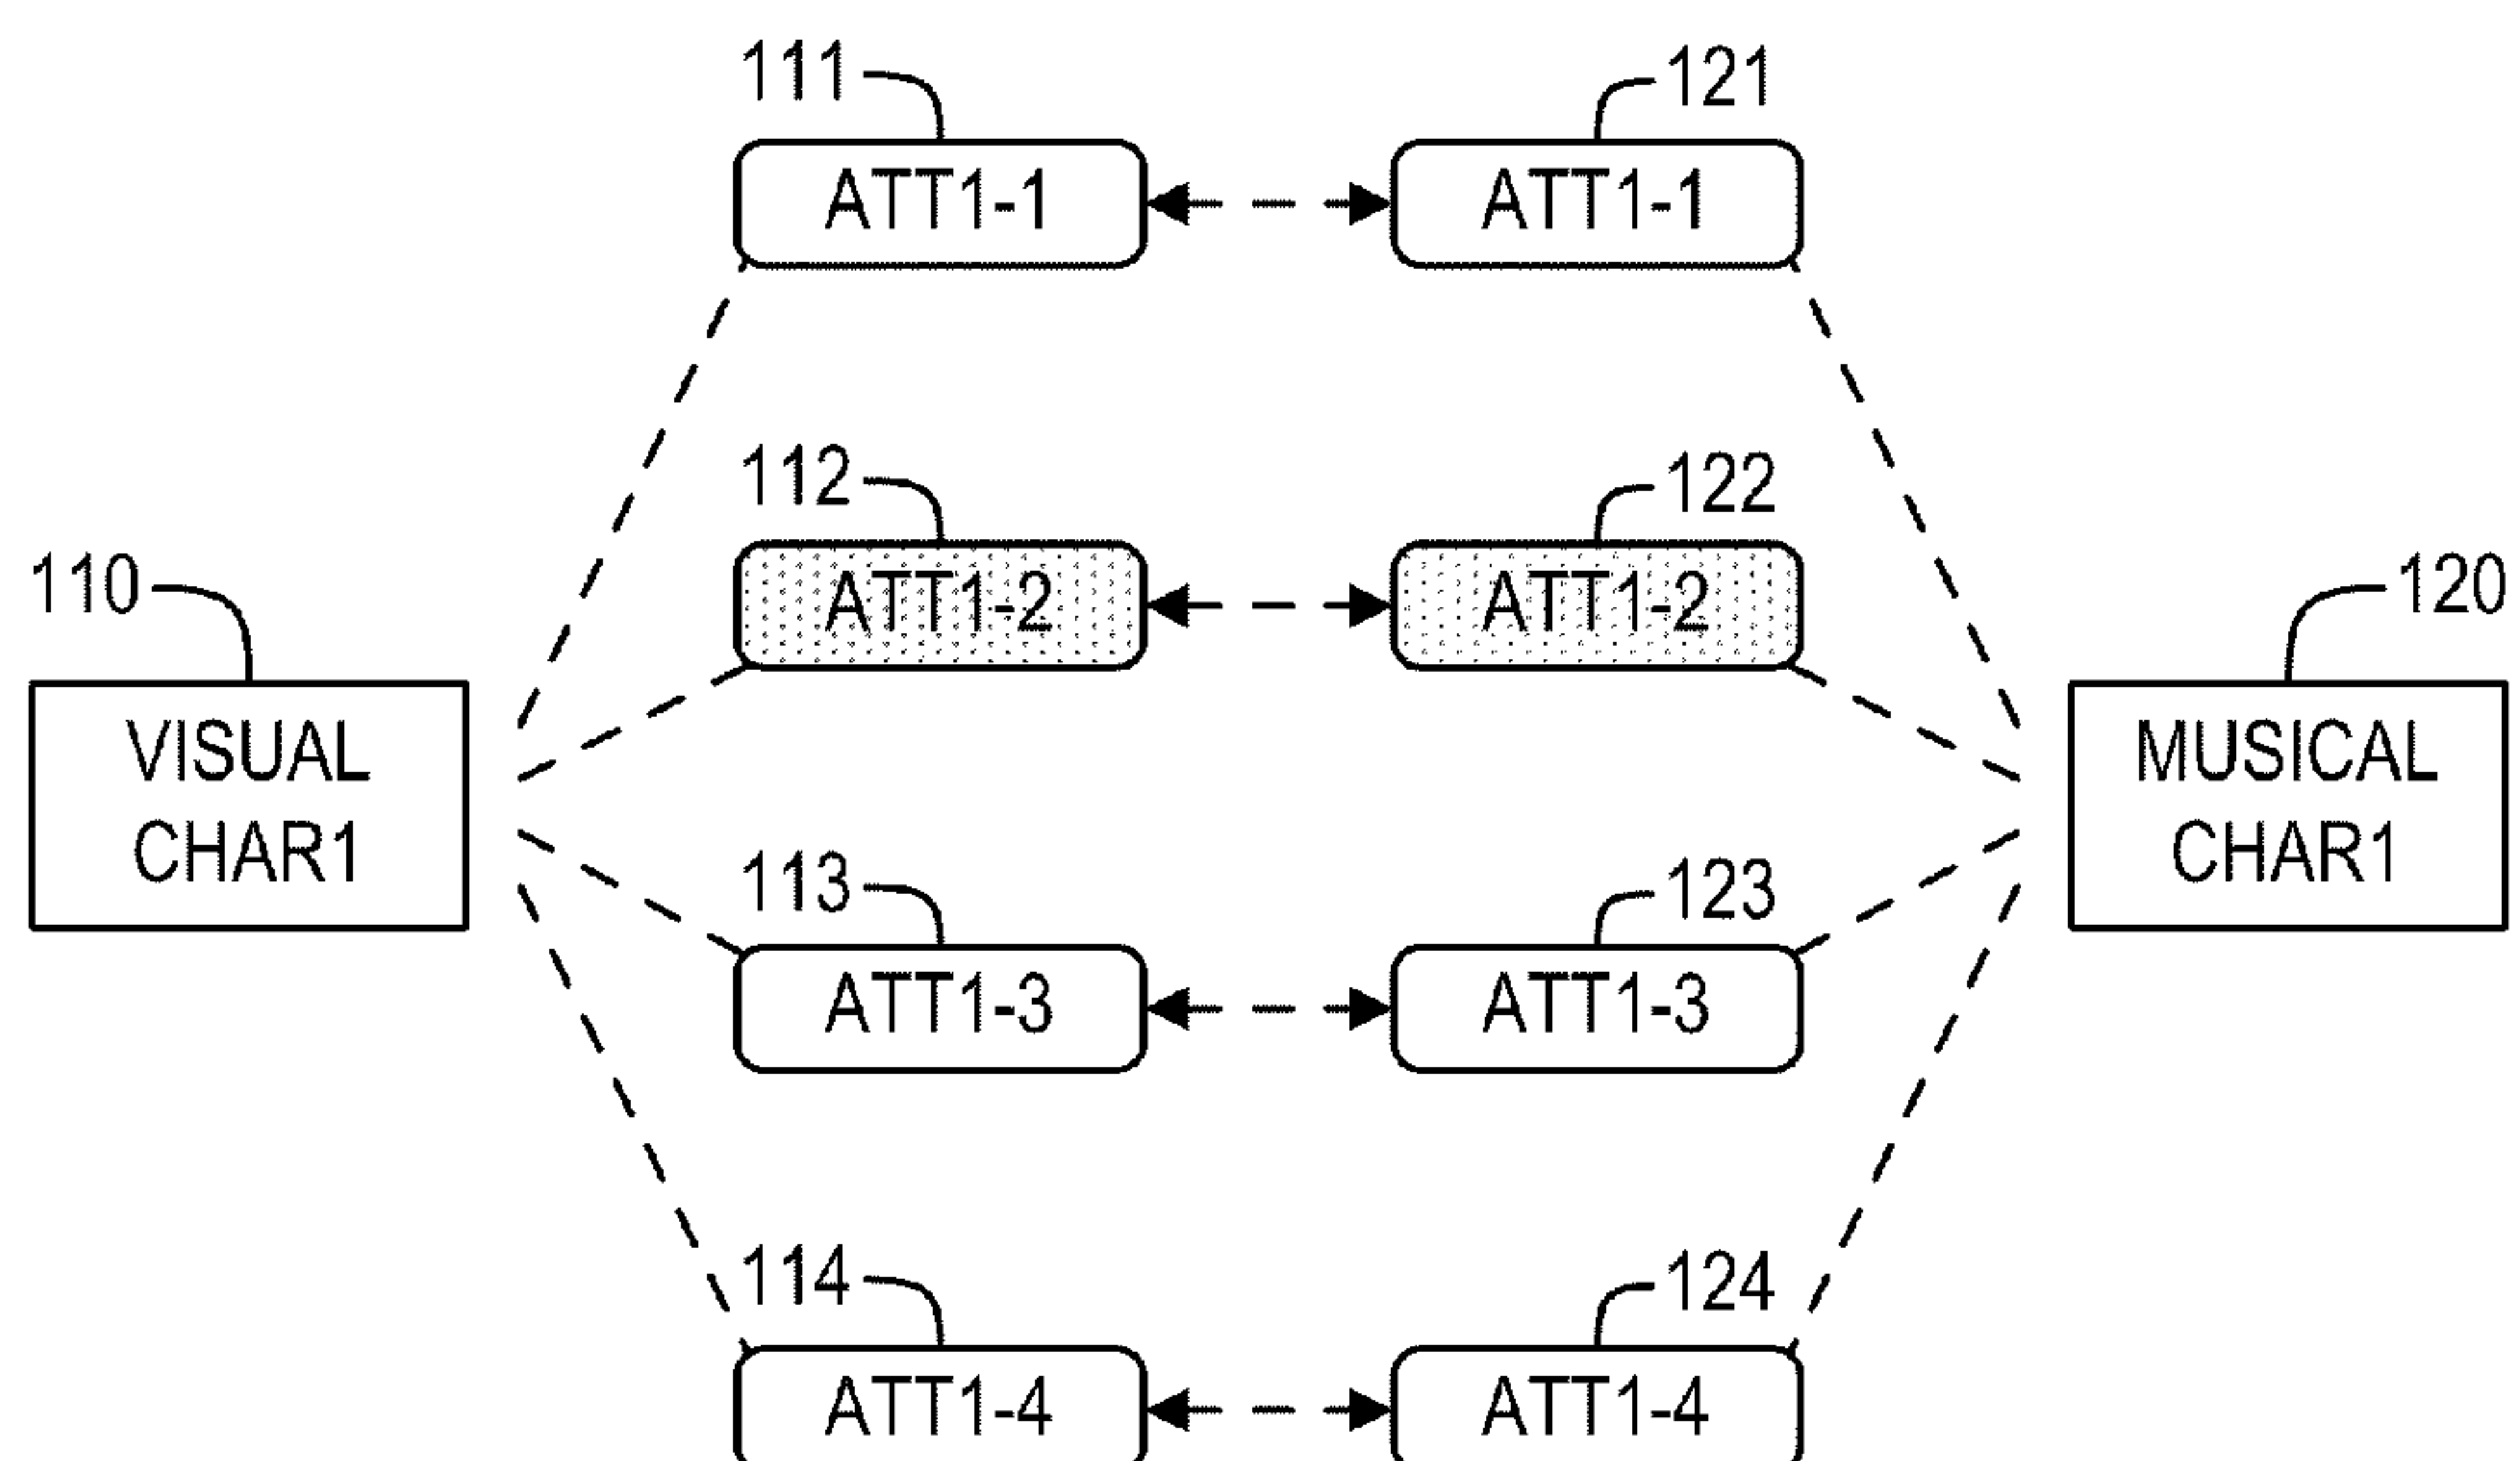 111
121
ATT1-1
ATT1-1
112
122
110
ATT1-2
ATT1-2
120
VISUAL
CHAR1
MUSICAL
CHAR1
113
123
ATT1-3
ATT1-3
114
124
ATT1-4
ATT1-4